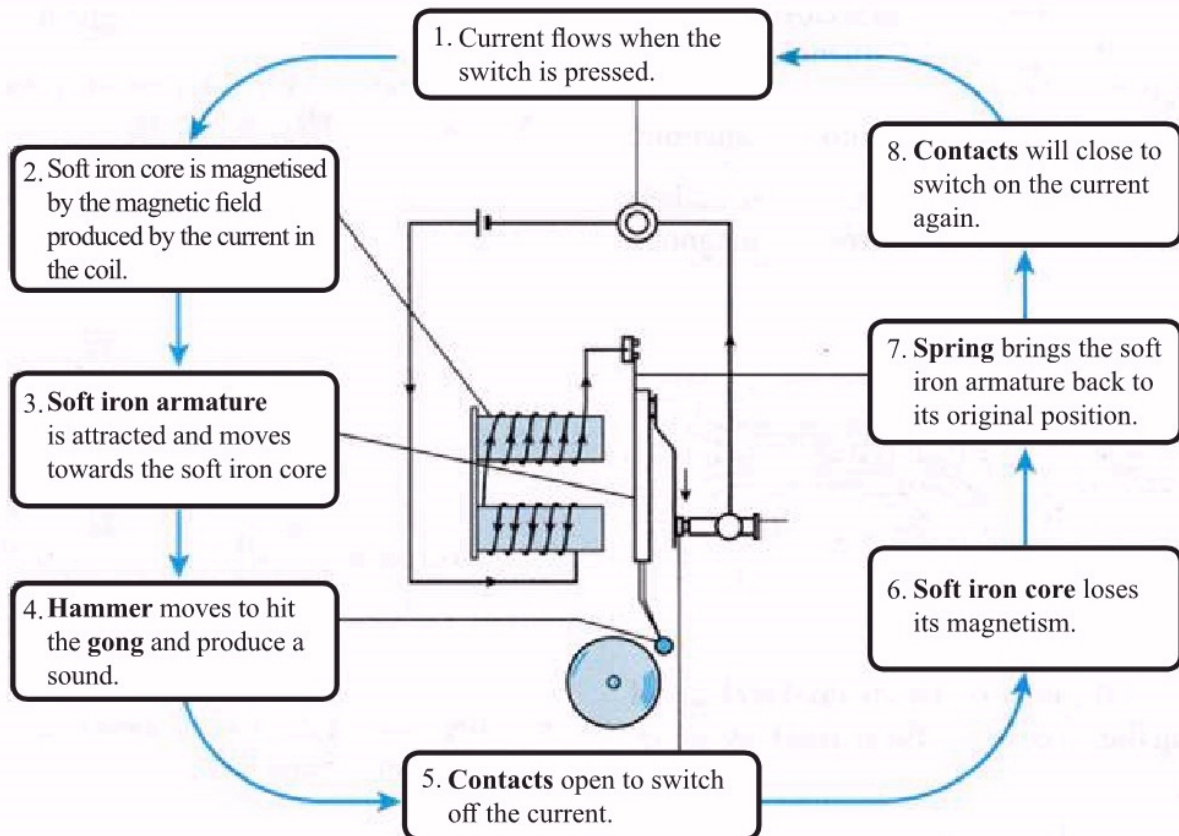 1. Current flows when the
switch is pressed.
2. Soft iron core is magnetised
by the magnetic field
produced by the current in
the coil.
3. Soft iron armature
is attracted and moves
towards the soft iron core
4. Hammer moves to hit
the gong and produce a
sound.
5. Contacts open to switch
off the current.
6. Soft iron core loses
its magnetism.
7. Spring brings the soft
iron armature back to
its original position.
8. Contacts will close to
switch on the current
again.